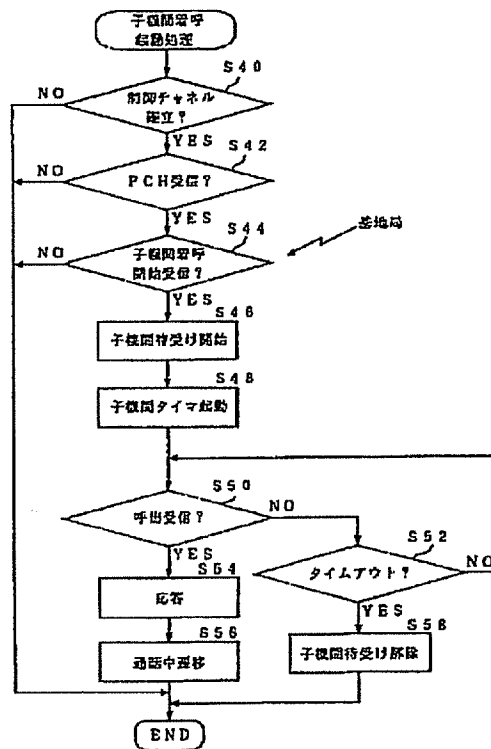 子機間着呼
起動処理
S40
NO
制御チャネル
確立？
YES
S42
NO
PCH受信？
YES
S44
基地局
NO
子機間着呼
開始受信？
YES
S46
子機間待受け開始
S48
子機間タイマ起動
S50
呼出受信？
NO
YES
S52
タイムアウト？
NO
S54
応答
YES
S56
通話中遷移
S58
子機間待受け解除
END